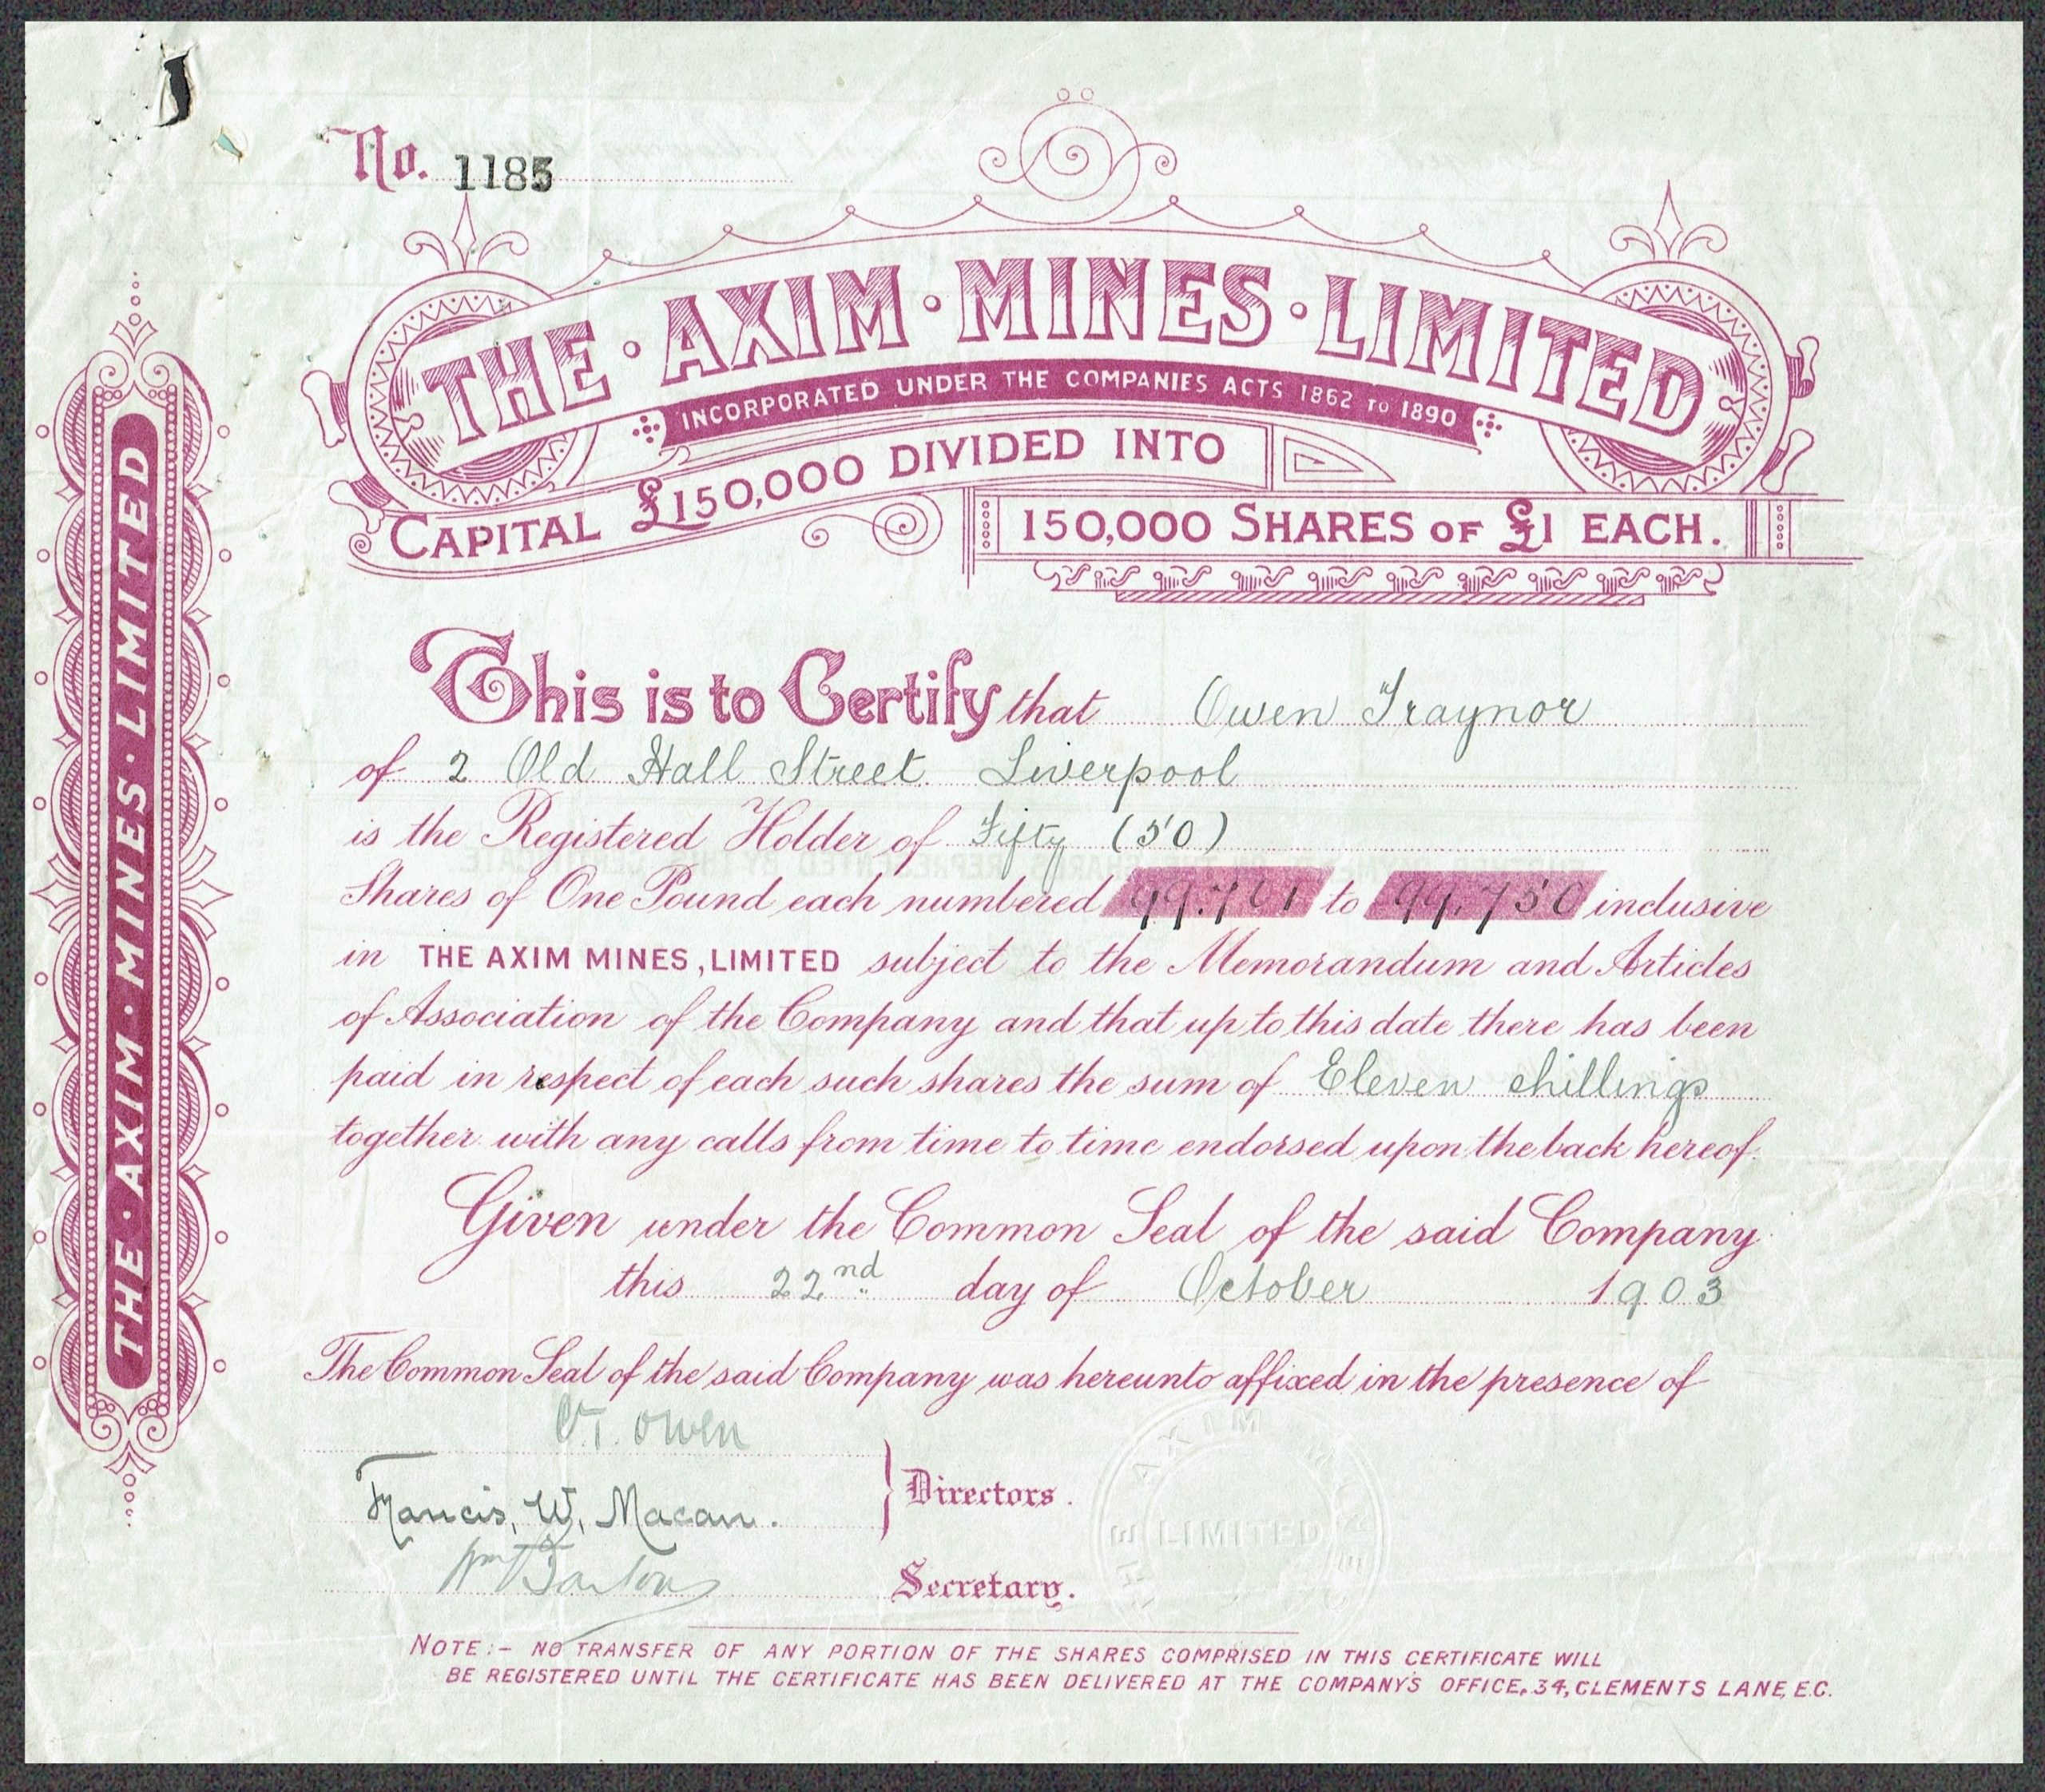 No. 1185
THE · AXIM · MINES · LIMITED
INCORPORATED UNDER THE COMPANIES ACTS 1862 TO 1890
CAPITAL £150,000 DIVIDED INTO
150,000 SHARES OF £1 EACH.
THE · AXIM · MINES · LIMITED
This is to Certify that Owen Traynor
of 2 Old Hall Street Liverpool
is the Registered Holder of Fifty (50)
Shares of One Pound each numbered 99.701 to 99.750 inclusive
in THE AXIM MINES, LIMITED subject to the Memorandum and Articles
of Association of the Company and that up to this date there has been
paid in respect of each such shares the sum of Eleven shillings
together with any calls from time to time endorsed upon the back hereof.
Given under the Common Seal of the said Company
this 22nd day of October 1903
The Common Seal of the said Company was hereunto affixed in the presence of
Owen
Francis. W. Macan.
Directors.
Secretary.
THE AXIM MINES
LIMITED
NOTE:- NO TRANSFER OF ANY PORTION OF THE SHARES COMPRISED IN THIS CERTIFICATE WILL
BE REGISTERED UNTIL THE CERTIFICATE HAS BEEN DELIVERED AT THE COMPANY'S OFFICE, 34, CLEMENTS LANE, E.C.